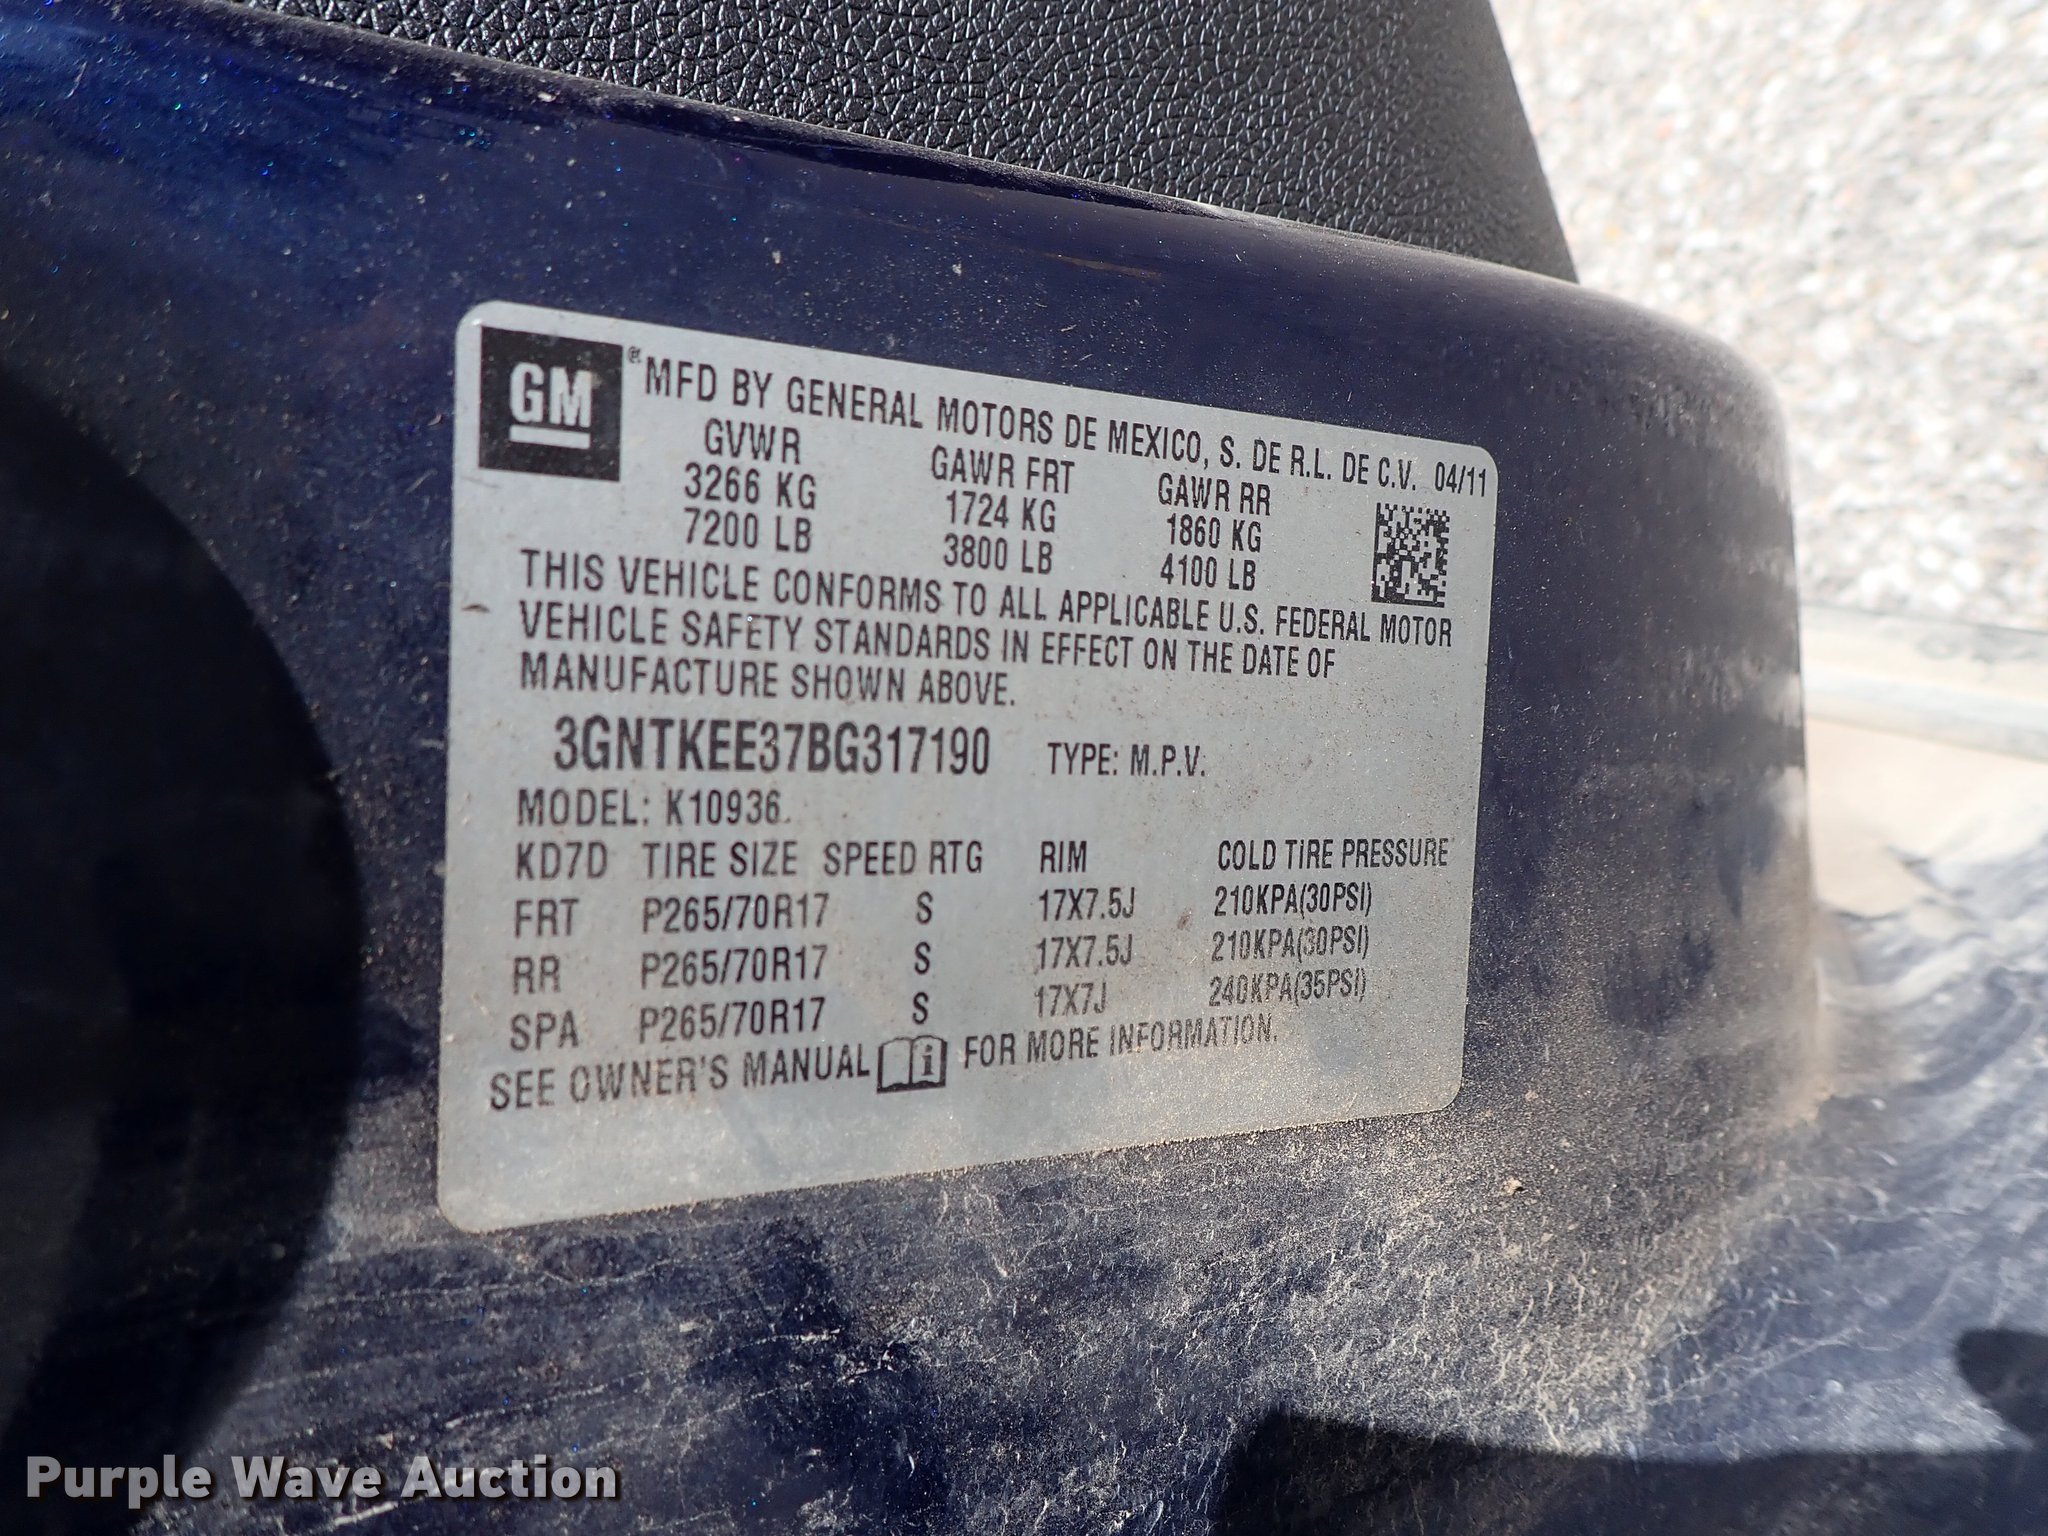 GM
® MFD BY GENERAL MOTORS DE MEXICO, S. DE R.L. DE C.V. 04/11
GVWR GAWR FRT GAWR RR
3266 KG 1724 KG 1860 KG
7200 LB 3800 LB 4100 LB
THIS VEHICLE CONFORMS TO ALL APPLICABLE U.S. FEDERAL MOTOR
VEHICLE SAFETY STANDARDS IN EFFECT ON THE DATE OF
MANUFACTURE SHOWN ABOVE.
3GNTKEE37BG317190 TYPE: M.P.V.
MODEL: K10936
KD7D TIRE SIZE SPEED RTG RIM COLD TIRE PRESSURE
FRT P265/70R17 S 17X7.5J 210KPA(30PSI)
RR P265/70R17 S 17X7.5J 210KPA(30PSI)
SPA P265/70R17 S 17X7J 240KPA(35PSI)
SEE OWNER'S MANUAL i FOR MORE INFORMATION.
Purple Wave Auction